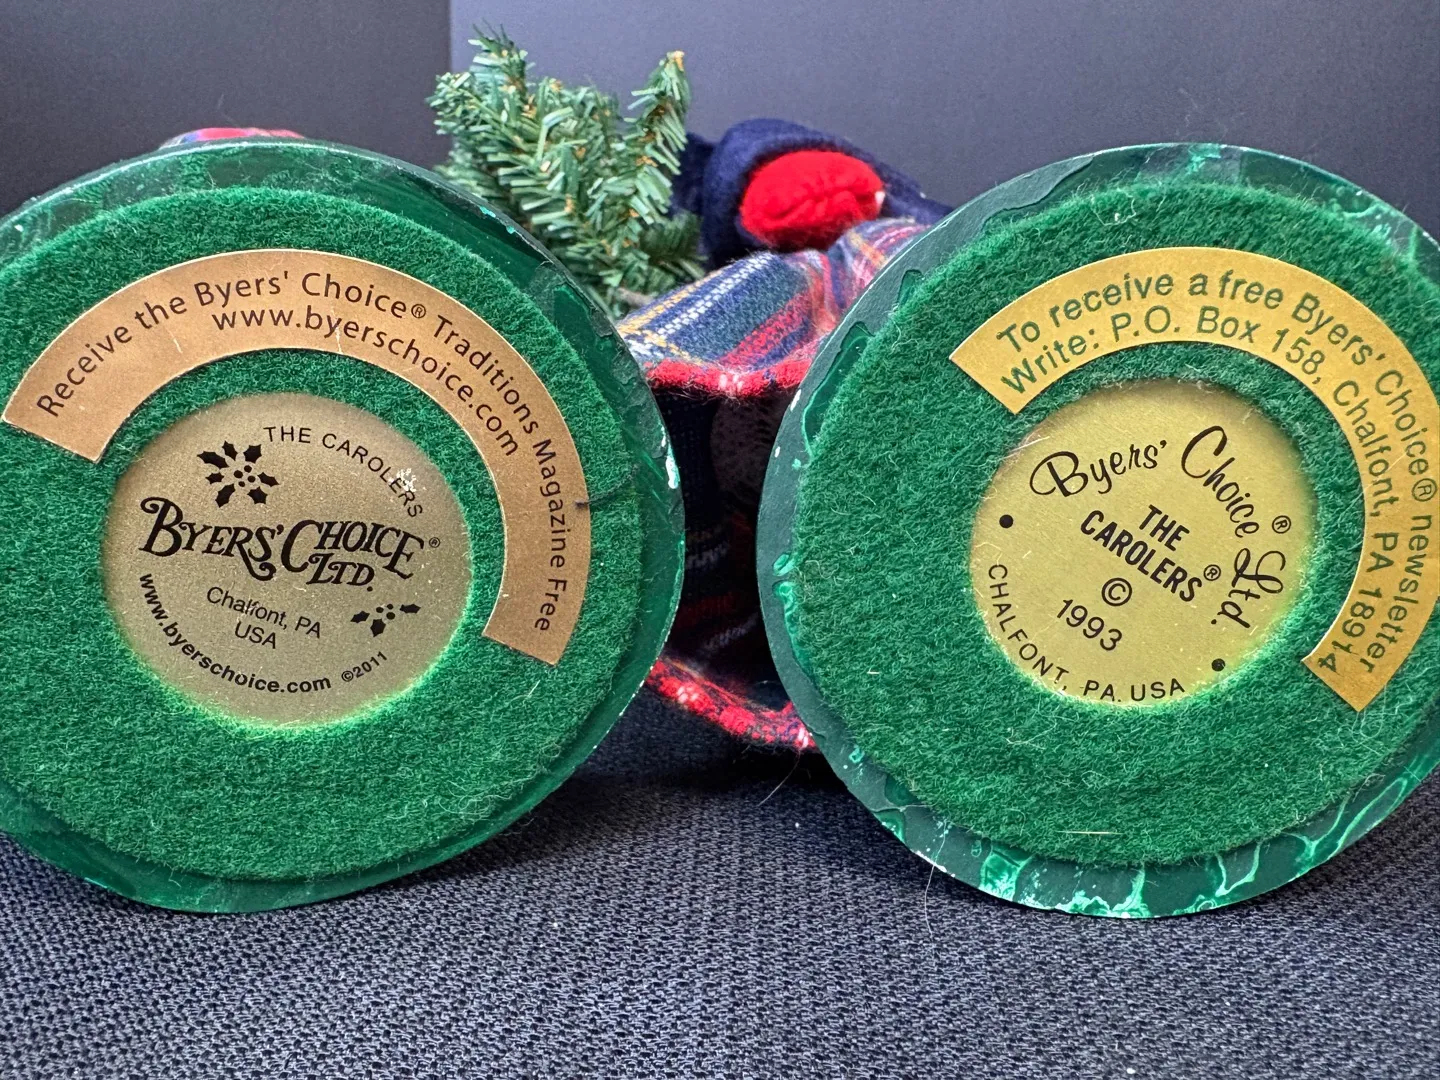 Receive the Byers' Choice® Traditions Magazine Free
www.byerschoice.com
THE CAROLERS
BYERS' CHOICE®
LTD.
Chalfont, PA
USA
www.byerschoice.com ©2011
To receive a free Byers' Choice® newsletter
Write: P.O. Box 158, Chalfont, PA 18914
Byers' Choice® Ltd.
THE
CAROLERS®
©
1993
CHALFONT, PA. USA